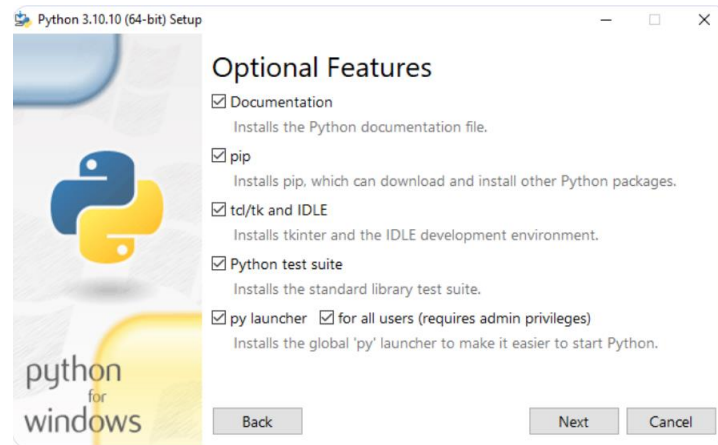 Python 3.10.10 (64-bit) Setup
Optional Features
Documentation
Installs the Python documentation file.
pip
Installs pip, which can download and install other Python packages.
tcl/tk and IDLE
Installs tkinter and the IDLE development environment.
Python test suite
Installs the standard library test suite.
py launcher for all users (requires admin privileges)
Installs the global 'py' launcher to make it easier to start Python.
python
for
windows
Back Next Cancel